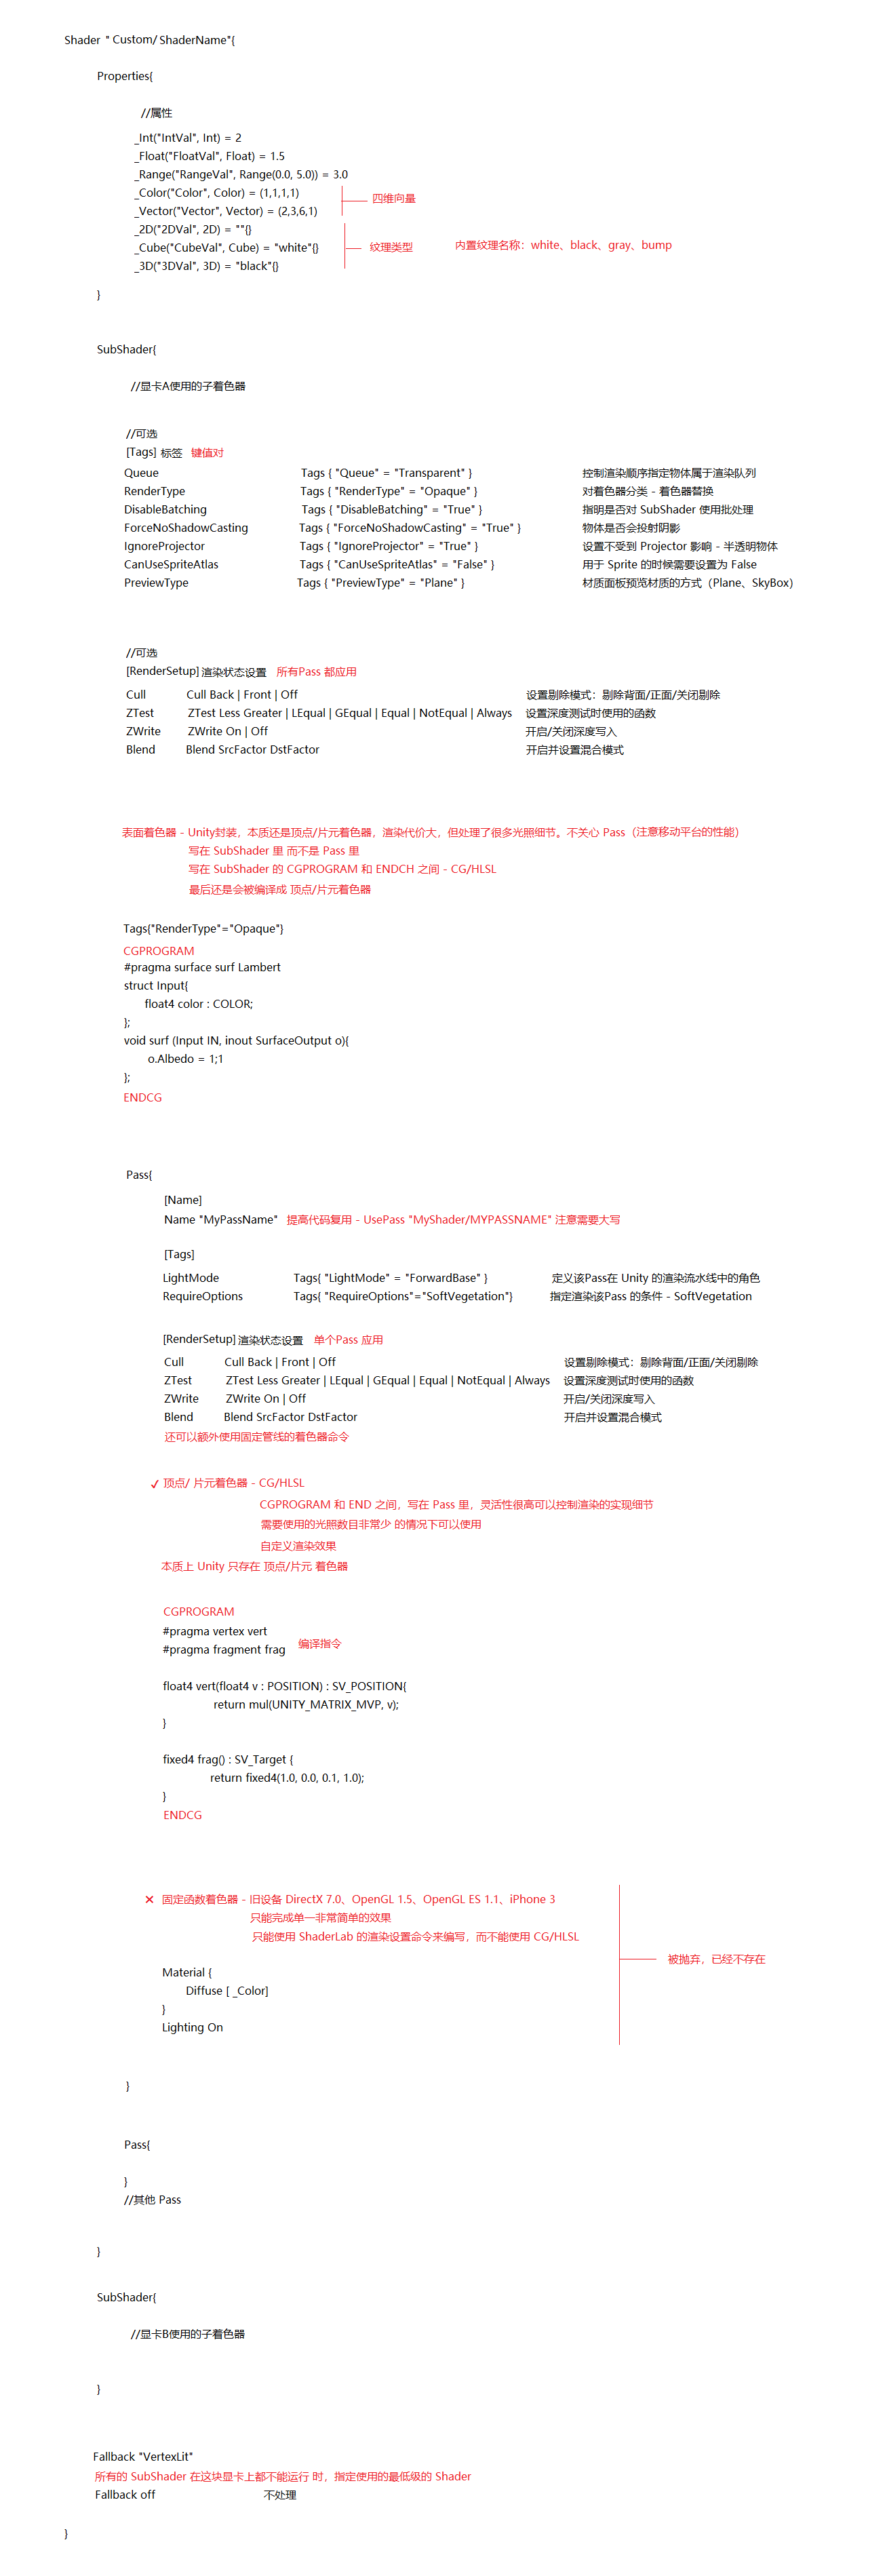 Shader " Custom/ ShaderName"{
Properties{
//属性
_Int("IntVal", Int) = 2
_Float("FloatVal", Float) = 1.5
_Range("RangeVal", Range(0.0, 5.0)) = 3.0
_Color("Color", Color) = (1,1,1,1)
四维向量
_Vector("Vector", Vector) = (2,3,6,1)
_2D("2DVal", 2D) = ""{}
_Cube("CubeVal", Cube) = "white"{} 纹理类型 内置纹理名称：white、black、gray、bump
_3D("3DVal", 3D) = "black"{}
}
SubShader{
//显卡A使用的子着色器
//可选
[Tags] 标签 键值对
Queue Tags { "Queue" = "Transparent" } 控制渲染顺序指定物体属于渲染队列
RenderType Tags { "RenderType" = "Opaque" } 对着色器分类 - 着色器替换
DisableBatching Tags { "DisableBatching" = "True" } 指明是否对 SubShader 使用批处理
ForceNoShadowCasting Tags { "ForceNoShadowCasting" = "True" } 物体是否会投射阴影
IgnoreProjector Tags { "IgnoreProjector" = "True" } 设置不受到 Projector 影响 - 半透明物体
CanUseSpriteAtlas Tags { "CanUseSpriteAtlas" = "False" } 用于 Sprite 的时候需要设置为 False
PreviewType Tags { "PreviewType" = "Plane" } 材质面板预览材质的方式（Plane、SkyBox）
//可选
[RenderSetup] 渲染状态设置 所有Pass 都应用
Cull Cull Back | Front | Off 设置剔除模式：剔除背面/正面/关闭剔除
ZTest ZTest Less Greater | LEqual | GEqual | Equal | NotEqual | Always 设置深度测试时使用的函数
ZWrite ZWrite On | Off 开启/关闭深度写入
Blend Blend SrcFactor DstFactor 开启并设置混合模式
表面着色器 - Unity封装，本质还是顶点/片元着色器，渲染代价大，但处理了很多光照细节。不关心 Pass（注意移动平台的性能）
写在 SubShader 里 而不是 Pass 里
写在 SubShader 的 CGPROGRAM 和 ENDCH 之间 - CG/HLSL
最后还是会被编译成 顶点/片元着色器
Tags{"RenderType"="Opaque"}
CGPROGRAM
#pragma surface surf Lambert
struct Input{
float4 color : COLOR;
};
void surf (Input IN, inout SurfaceOutput o){
o.Albedo = 1;1
};
ENDCG
Pass{
[Name]
Name "MyPassName" 提高代码复用 - UsePass "MyShader/MYPASSNAME" 注意需要大写
[Tags]
LightMode Tags{ "LightMode" = "ForwardBase" } 定义该Pass在 Unity 的渲染流水线中的角色
RequireOptions Tags{ "RequireOptions"="SoftVegetation"} 指定渲染该Pass 的条件 - SoftVegetation
[RenderSetup] 渲染状态设置 单个Pass 应用
Cull Cull Back | Front | Off 设置剔除模式：剔除背面/正面/关闭剔除
ZTest ZTest Less Greater | LEqual | GEqual | Equal | NotEqual | Always 设置深度测试时使用的函数
ZWrite ZWrite On | Off 开启/关闭深度写入
Blend Blend SrcFactor DstFactor 开启并设置混合模式
还可以额外使用固定管线的着色器命令
✓ 顶点/ 片元着色器 - CG/HLSL
CGPROGRAM 和 END 之间，写在 Pass 里，灵活性很高可以控制渲染的实现细节
需要使用的光照数目非常少 的情况下可以使用
自定义渲染效果
本质上 Unity 只存在 顶点/片元 着色器
CGPROGRAM
#pragma vertex vert
#pragma fragment frag 编译指令
float4 vert(float4 v : POSITION) : SV_POSITION{
return mul(UNITY_MATRIX_MVP, v);
}
fixed4 frag() : SV_Target {
return fixed4(1.0, 0.0, 0.1, 1.0);
}
ENDCG
× 固定函数着色器 - 旧设备 DirectX 7.0、OpenGL 1.5、OpenGL ES 1.1、iPhone 3
只能完成单一非常简单的效果
只能使用 ShaderLab 的渲染设置命令来编写，而不能使用 CG/HLSL
被抛弃，已经不存在
Material {
Diffuse [ _Color]
}
Lighting On
}
Pass{
}
//其他 Pass
}
SubShader{
//显卡B使用的子着色器
}
Fallback "VertexLit"
所有的 SubShader 在这块显卡上都不能运行 时，指定使用的最低级的 Shader
Fallback off 不处理
}